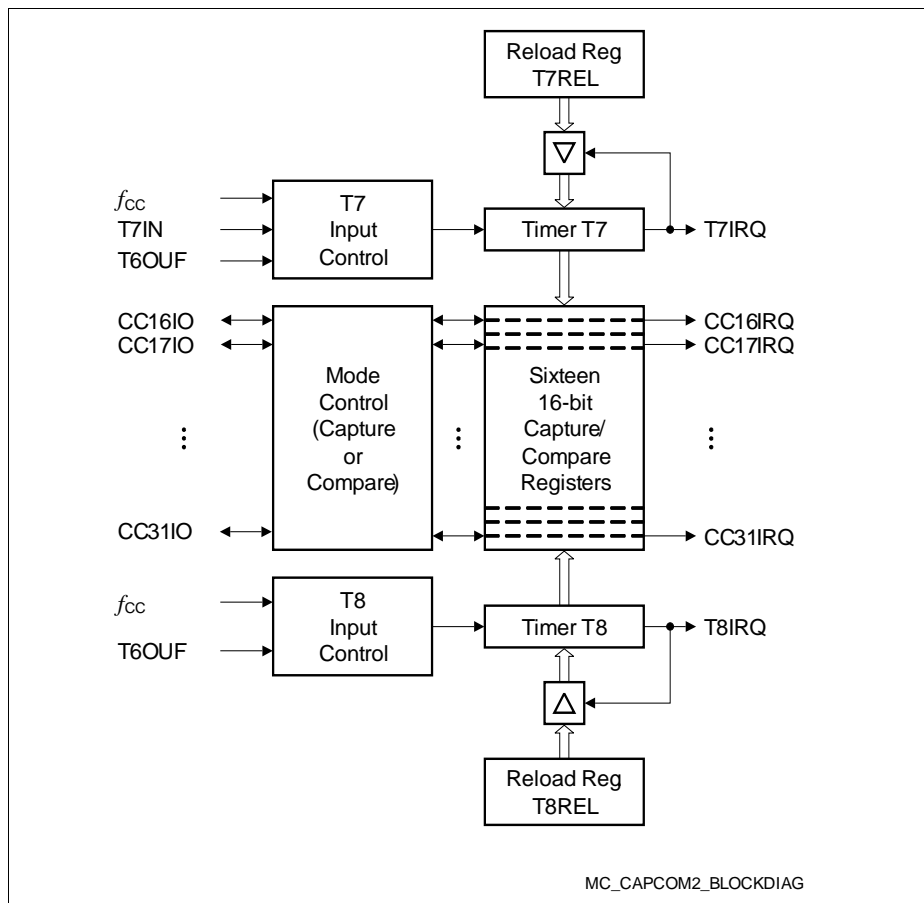 Reload Reg.
T7REL
fCC
T7IN
T6OUF
T7
Input
Control
Timer T7
T7IRQ
CC16IO
CC17IO
CC31IO
Mode
Control
(Capture
or
Compare)
Sixteen
16-bit
Capture/
Compare
Registers
CC16IRQ
CC17IRQ
CC31IRQ
fCC
T6OUF
T8
Input
Control
Timer T8
T8IRQ
Reload Reg.
T8REL
MC_CAPCOM2_BLOCKDIAG